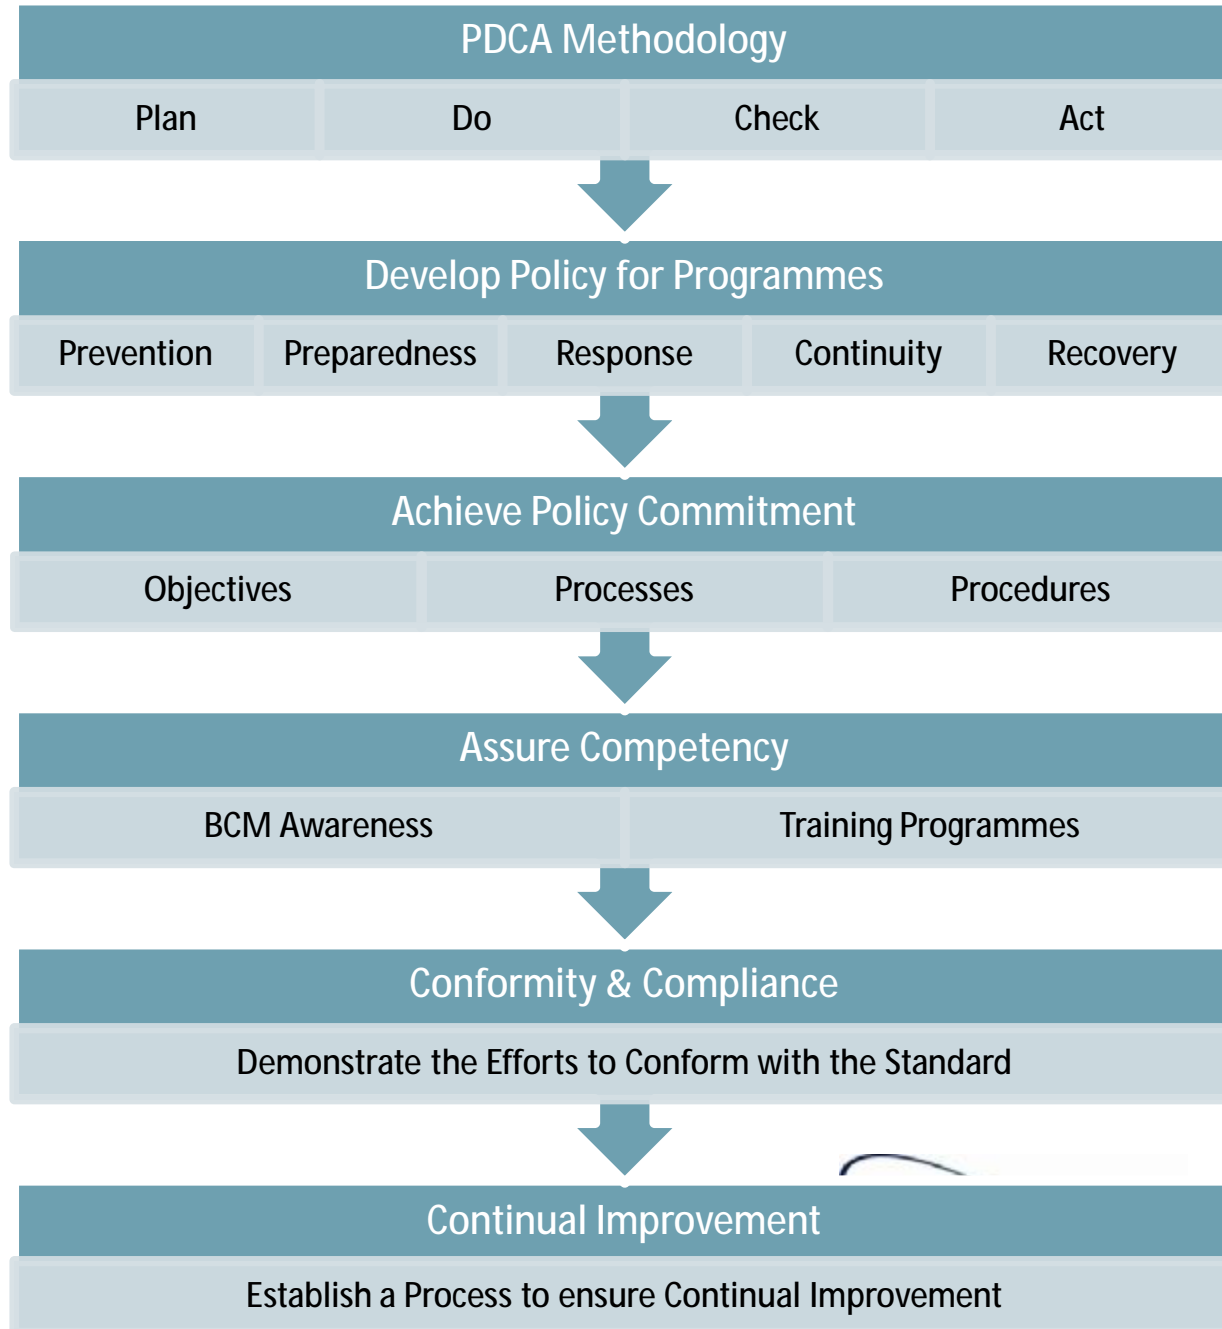 PDCA Methodology
Plan Do Check Act
Develop Policy for Programmes
Prevention Preparedness Response Continuity Recovery
Achieve Policy Commitment
Objectives Processes Procedures
Assure Competency
BCM Awareness Training Programmes
Conformity & Compliance
Demonstrate the Efforts to Conform with the Standard
Continual Improvement
Establish a Process to ensure Continual Improvement